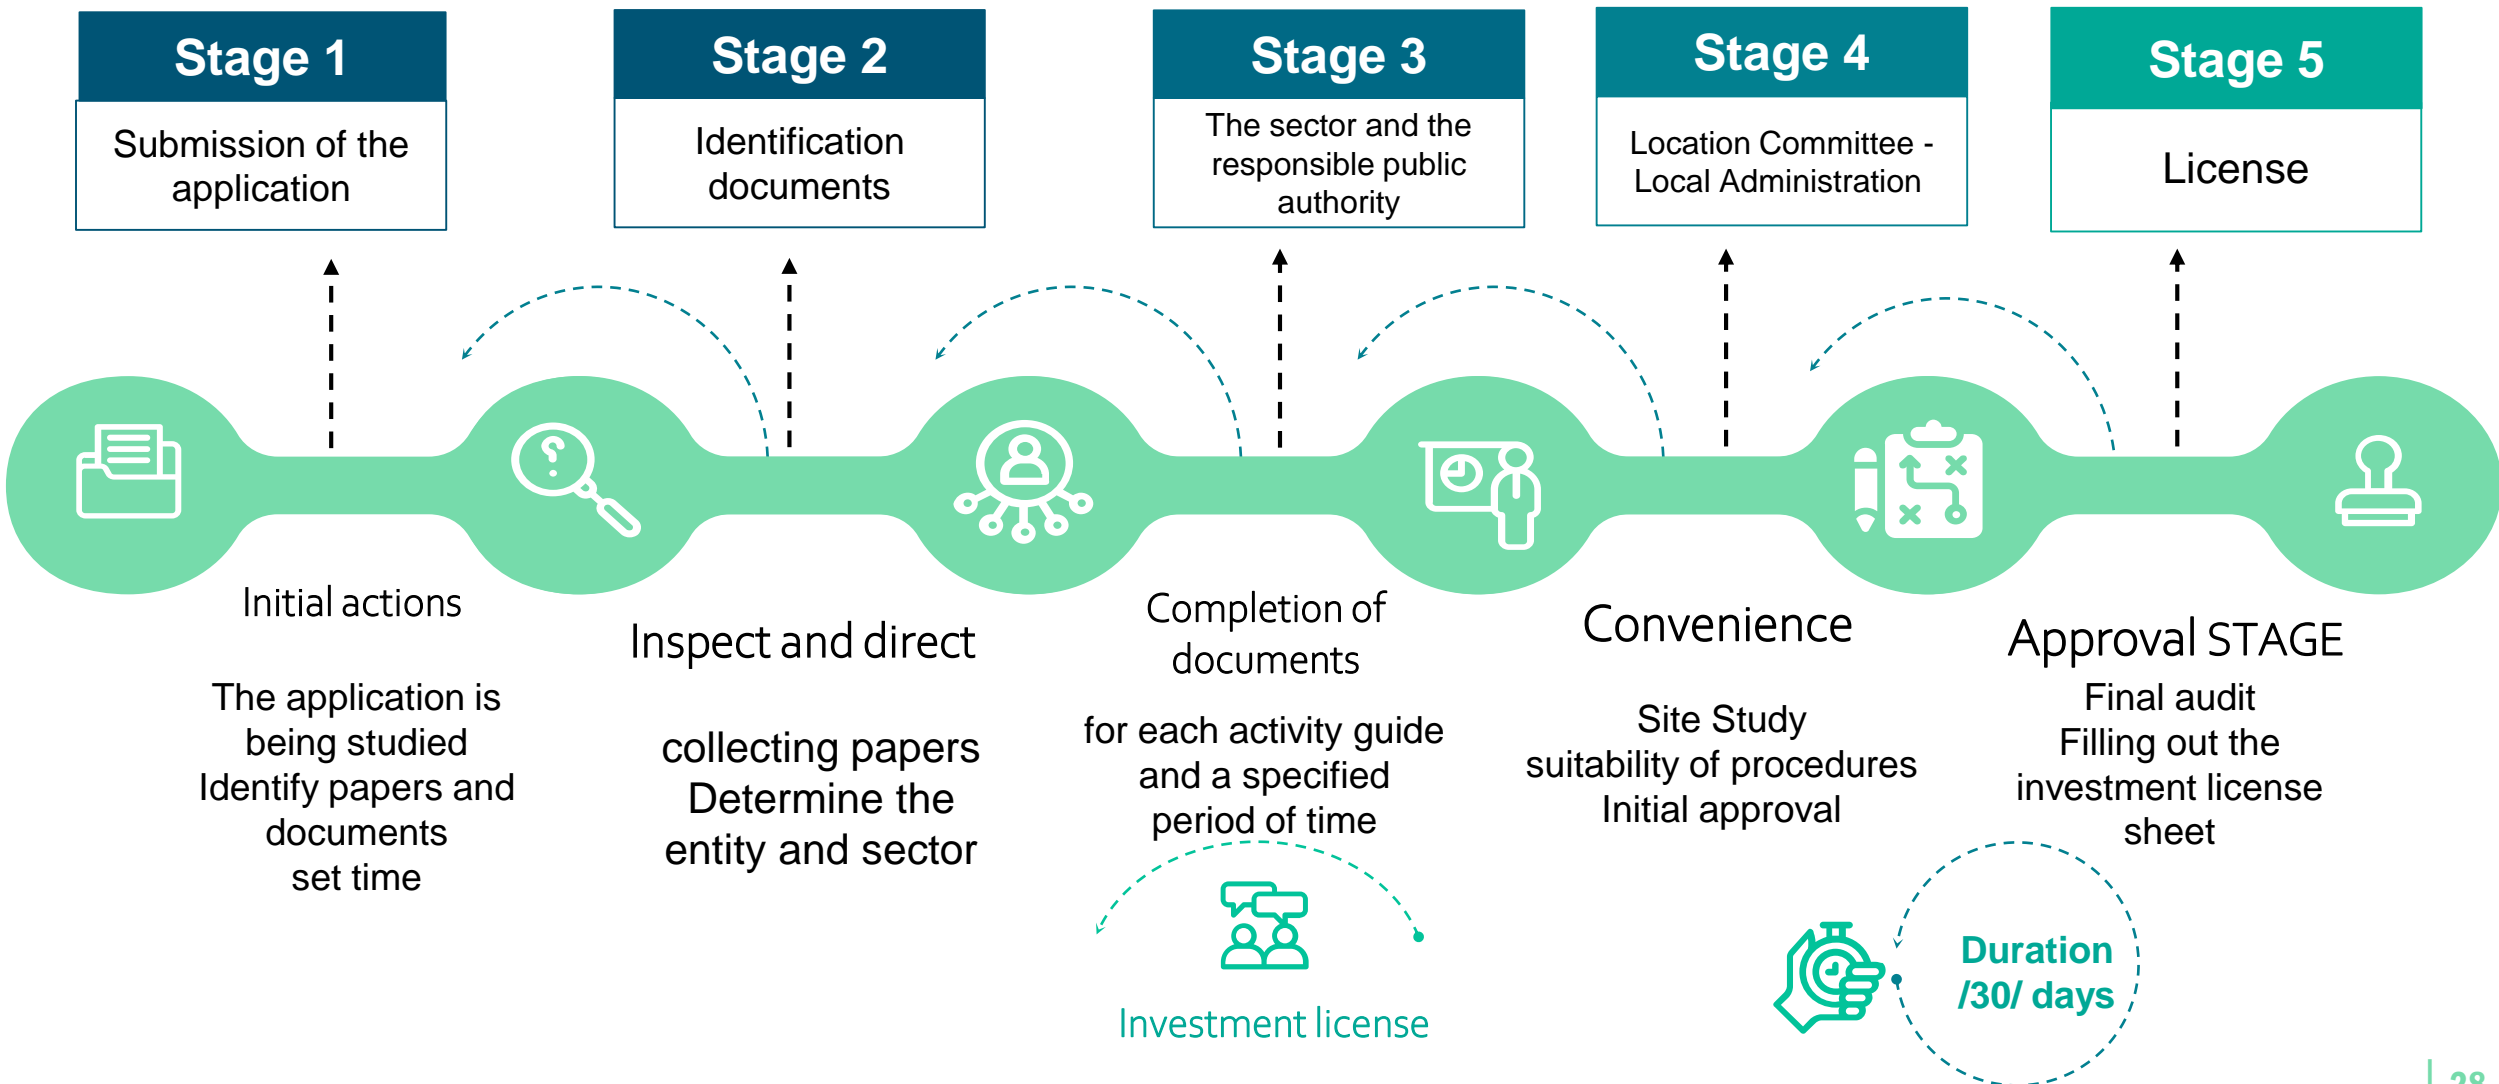 Stage 1
Submission of the
application
Stage 2
Identification
documents
Stage 3
The sector and the
responsible public
authority
Stage 4
Location Committee -
Local Administration
Stage 5
License
Initial actions
The application is
being studied
Identify papers and
documents
set time
Inspect and direct
collecting papers
Determine the
entity and sector
Completion of
documents
for each activity guide
and a specified
period of time
Convenience
Site Study
suitability of procedures
Initial approval
Approval STAGE
Final audit
Filling out the
investment license
sheet
Investment license
Duration
/30/ days
28